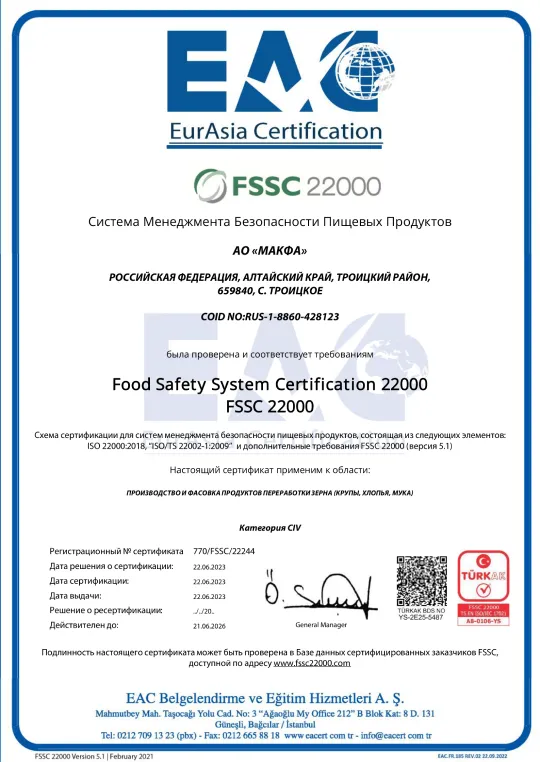 EAC
EurAsia Certification
FSSC 22000
Система Менеджмента Безопасности Пищевых Продуктов
АО «МАКФА»
РОССИЙСКАЯ ФЕДЕРАЦИЯ, АЛТАЙСКИЙ КРАЙ, ТРОИЦКИЙ РАЙОН,
659840, С. ТРОИЦКОЕ
COID NO:RUS-1-8860-428123
была проверена и соответствует требованиям
Food Safety System Certification 22000
FSSC 22000
Схема сертификации для систем менеджмента безопасности пищевых продуктов, состоящая из следующих элементов:
ISO 22000:2018, "ISO/TS 22002-1:2009" и дополнительные требования FSSC 22000 (версия 5.1)
Настоящий сертификат применим к области:
ПРОИЗВОДСТВО И ФАСОВКА ПРОДУКТОВ ПЕРЕРАБОТКИ ЗЕРНА (КРУПЫ, ХЛОПЬЯ, МУКА)
Категория CIV
Регистрационный № сертификата 770/FSSC/22244
Дата решения о сертификации: 22.06.2023
Дата сертификации: 22.06.2023
Дата выдачи: 22.06.2023
Решение о ресертификации: ../../20..
Действителен до: 21.06.2026
General Manager
TÜRKAK BDS NO
YS-2E25-5487
TÜRKAK
FSSC 22000
TS EN ISO/IEC 17021
AB-0106-YS
Подлинность настоящего сертификата может быть проверена в Базе данных сертифицированных заказчиков FSSC,
доступной по адресу www.fssc22000.com
EAC Belgelendirme ve Eğitim Hizmetleri A. Ş.
Mahmutbey Mah. Taşocağı Yolu Cad. No: 3 “Ağaoğlu My Office 212” B Blok Kat: 8 D. 131
Güneşli, Bağcılar / İstanbul
Tel: 0212 709 13 23 (pbx) - Fax: 0212 665 88 18 www eacert com tr - info@eacert com tr
FSSC 22000 Version 5.1 | February 2021
EAC.FR.185 REV.02 22.09.2022